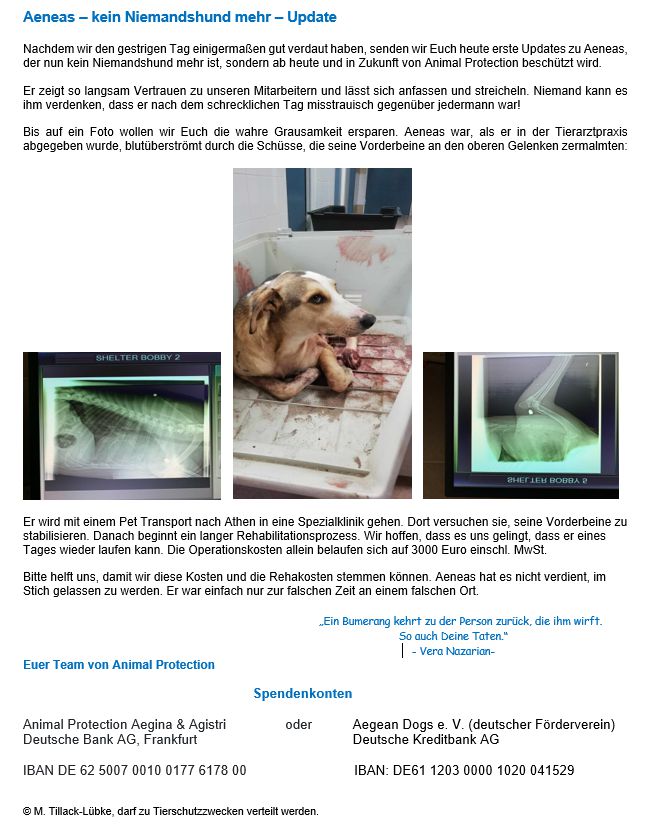 Aeneas – kein Niemandshund mehr – Update
Nachdem wir den gestrigen Tag einigermaßen gut verdaut haben, senden wir Euch heute erste Updates zu Aeneas,
der nun kein Niemandshund mehr ist, sondern ab heute und in Zukunft von Animal Protection beschützt wird.
Er zeigt so langsam Vertrauen zu unseren Mitarbeitern und lässt sich anfassen und streicheln. Niemand kann es
ihm verdenken, dass er nach dem schrecklichen Tag misstrauisch gegenüber jedermann war!
Bis auf ein Foto wollen wir Euch die wahre Grausamkeit ersparen. Aeneas war, als er in der Tierarztpraxis
abgegeben wurde, blutüberströmt durch die Schüsse, die seine Vorderbeine an den oberen Gelenken zermalmten:
SHELTER BOBBY 2
SHELTER BOBBY 5
Er wird mit einem Pet Transport nach Athen in eine Spezialklinik gehen. Dort versuchen sie, seine Vorderbeine zu
stabilisieren. Danach beginnt ein langer Rehabilitationsprozess. Wir hoffen, dass es uns gelingt, dass er eines
Tages wieder laufen kann. Die Operationskosten allein belaufen sich auf 3000 Euro einschl. MwSt.
Bitte helft uns, damit wir diese Kosten und die Rehakosten stemmen können. Aeneas hat es nicht verdient, im
Stich gelassen zu werden. Er war einfach nur zur falschen Zeit an einem falschen Ort.
„Ein Bumerang kehrt zu der Person zurück, die ihm wirft.
So auch Deine Taten.“
- Vera Nazarian-
Euer Team von Animal Protection
Spendenkonten
Animal Protection Aegina & Agistri oder Aegean Dogs e. V. (deutscher Förderverein)
Deutsche Bank AG, Frankfurt Deutsche Kreditbank AG
IBAN DE 62 5007 0010 0177 6178 00 IBAN: DE61 1203 0000 1020 041529
© M. Tillack-Lübke, darf zu Tierschutzzwecken verteilt werden.